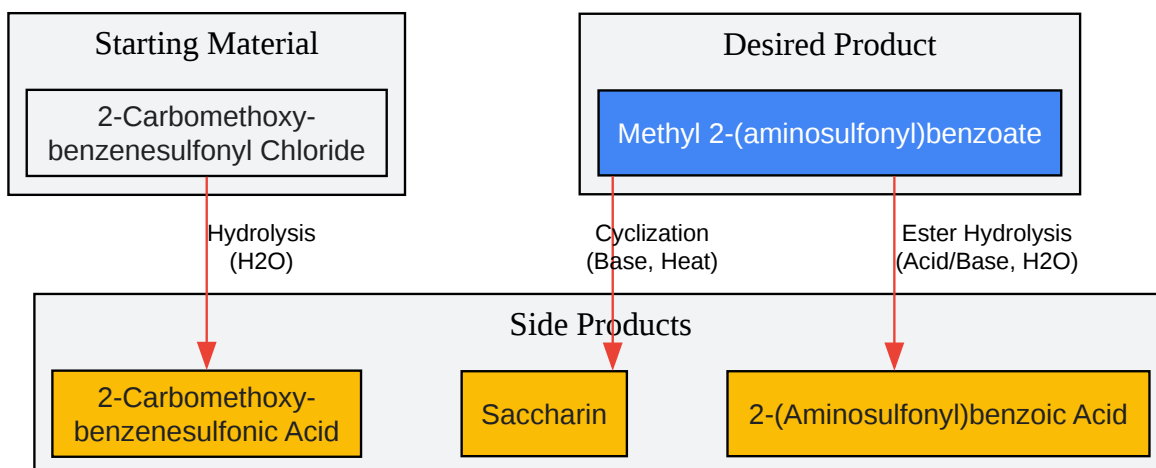 Starting Material
Desired Product
2-Carbomethoxy-
benzenesulfonyl Chloride
Methyl 2-(aminosulfonyl)benzoate
Hydrolysis
(H2O)
Cyclization
(Base, Heat)
Ester Hydrolysis
(Acid/Base, H2O)
Side Products
2-Carbomethoxy-
benzenesulfonic Acid
Saccharin
2-(Aminosulfonyl)benzoic Acid